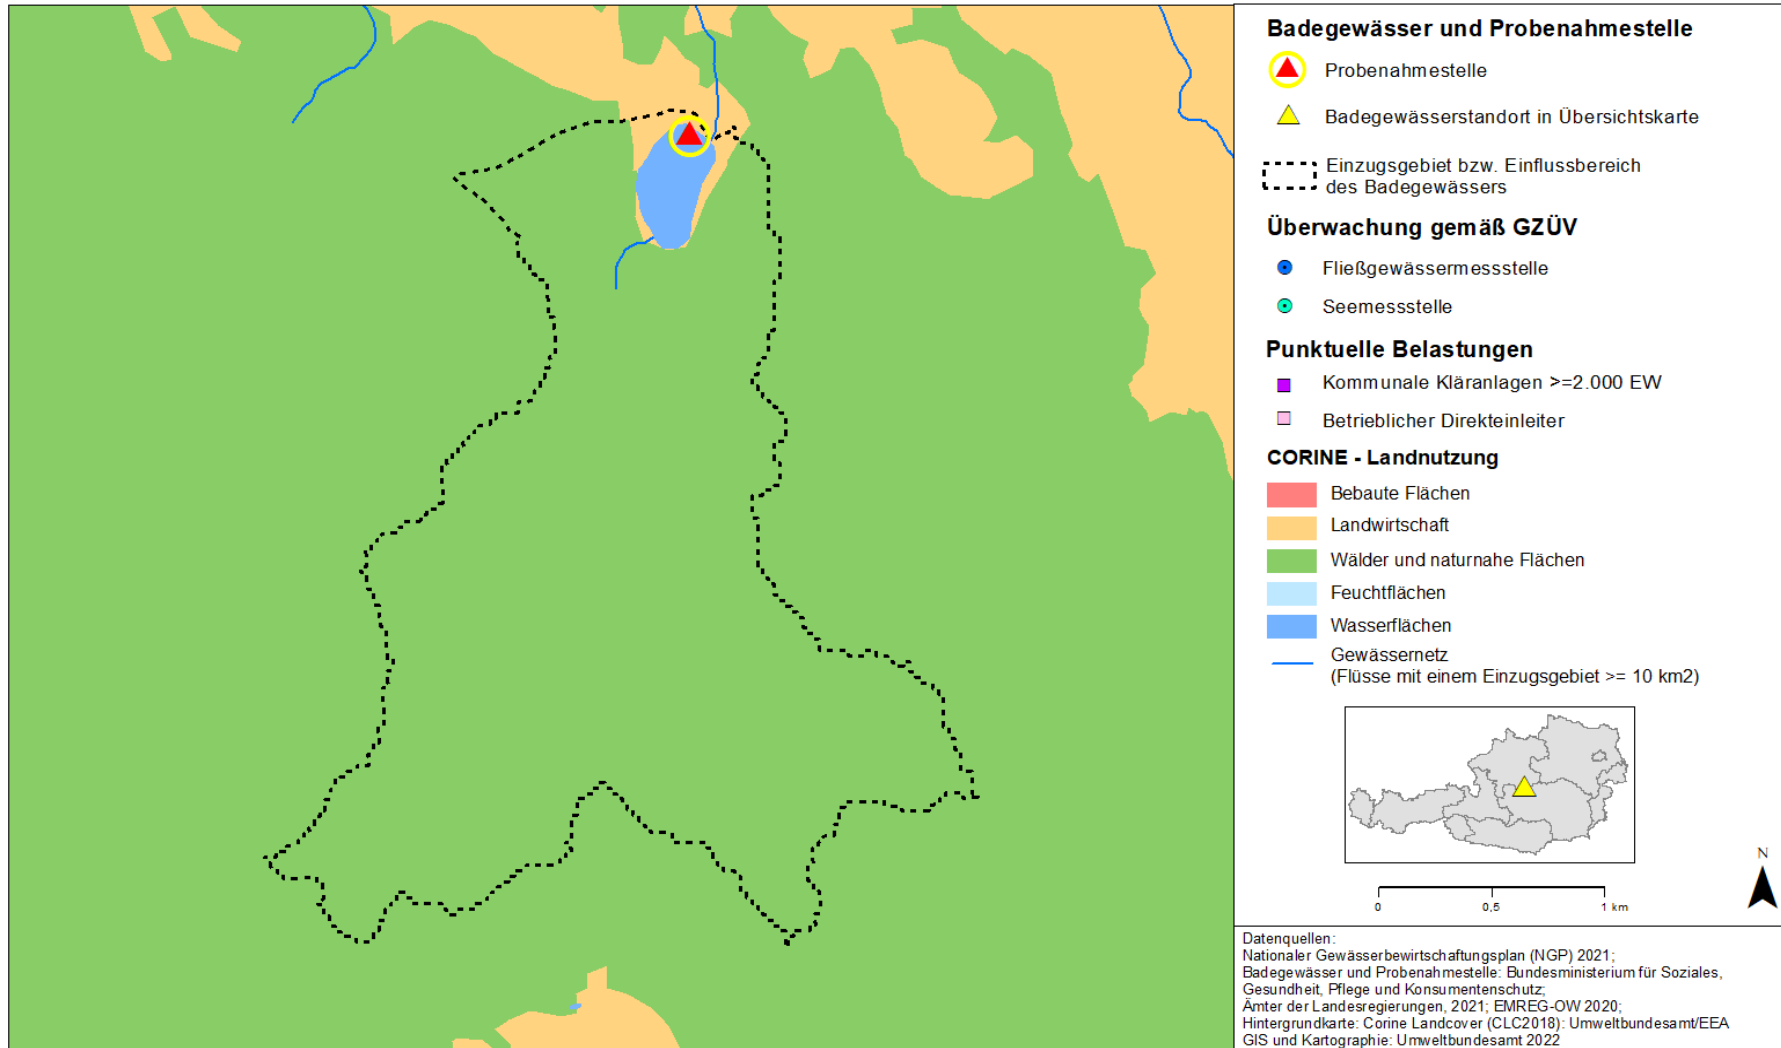 Badegewässer und Probenahmestelle
Probenahmestelle
Badegewässerstandort in Übersichtskarte
Einzugsgebiet bzw. Einflussbereich
des Badegewässers
Überwachung gemäß GZÜV
Fließgewässermessstelle
Seemessstelle
Punktuelle Belastungen
Kommunale Kläranlagen >=2.000 EW
Betrieblicher Direkteinleiter
CORINE - Landnutzung
Bebaute Flächen
Landwirtschaft
Wälder und naturnahe Flächen
Feuchtflächen
Wasserflächen
Gewässernetz
(Flüsse mit einem Einzugsgebiet >= 10 km2)
N
0 0,5 1 km
Datenquellen:
Nationaler Gewässerbewirtschaftungsplan (NGP) 2021;
Badegewässer und Probenahmestelle: Bundesministerium für Soziales,
Gesundheit, Pflege und Konsumentenschutz;
Ämter der Landesregierungen, 2021; EMREG-OW 2020;
Hintergrundkarte: Corine Landcover (CLC2018): Umweltbundesamt/EEA
GIS und Kartographie: Umweltbundesamt 2022